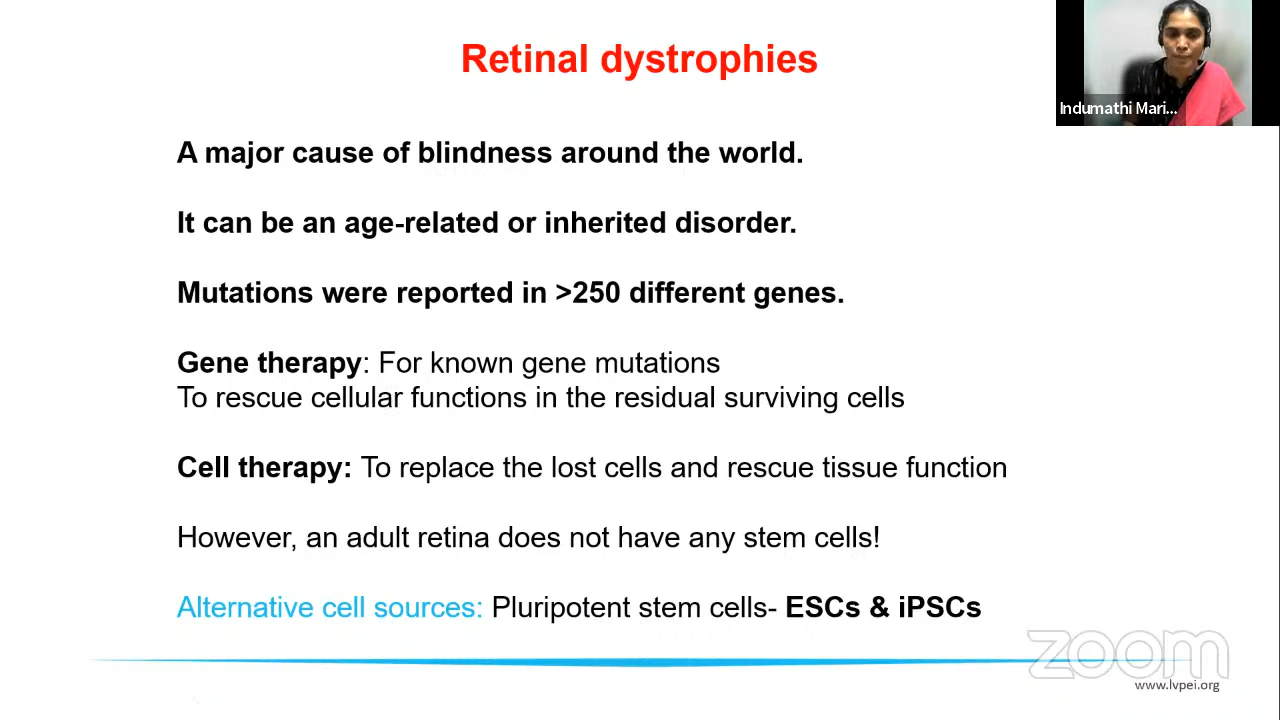 Retinal dystrophies
Indumathi Mari...
A major cause of blindness around the world.
It can be an age-related or inherited disorder.
Mutations were reported in >250 different genes.
Gene therapy: For known gene mutations
To rescue cellular functions in the residual surviving cells
Cell therapy: To replace the lost cells and rescue tissue function
However, an adult retina does not have any stem cells!
Alternative cell sources: Pluripotent stem cells- ESCs & iPSCs
zoom
www.lvpei.org